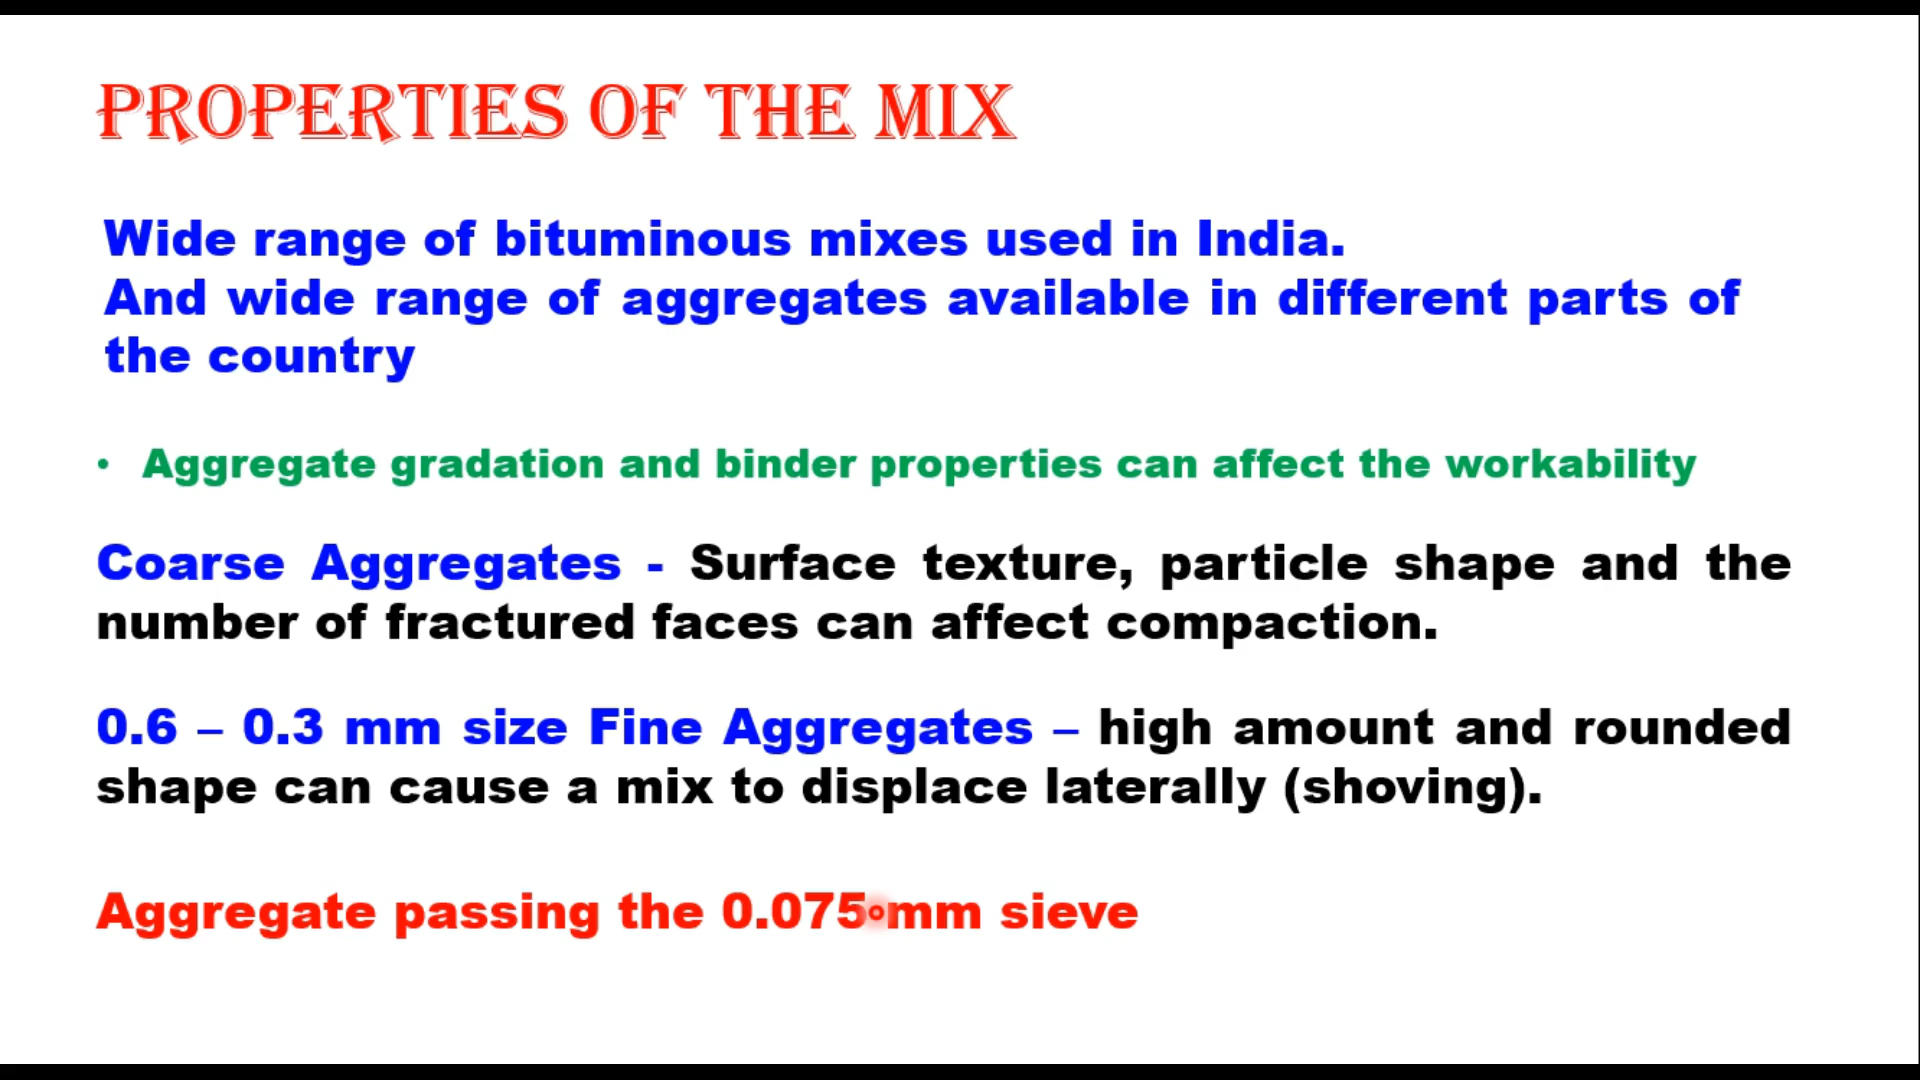 PROPERTIES OF THE MIX
Wide range of bituminous mixes used in India.
And wide range of aggregates available in different parts of
the country
• Aggregate gradation and binder properties can affect the workability
Coarse Aggregates - Surface texture, particle shape and the
number of fractured faces can affect compaction.
0.6 – 0.3 mm size Fine Aggregates – high amount and rounded
shape can cause a mix to displace laterally (shoving).
Aggregate passing the 0.075 mm sieve